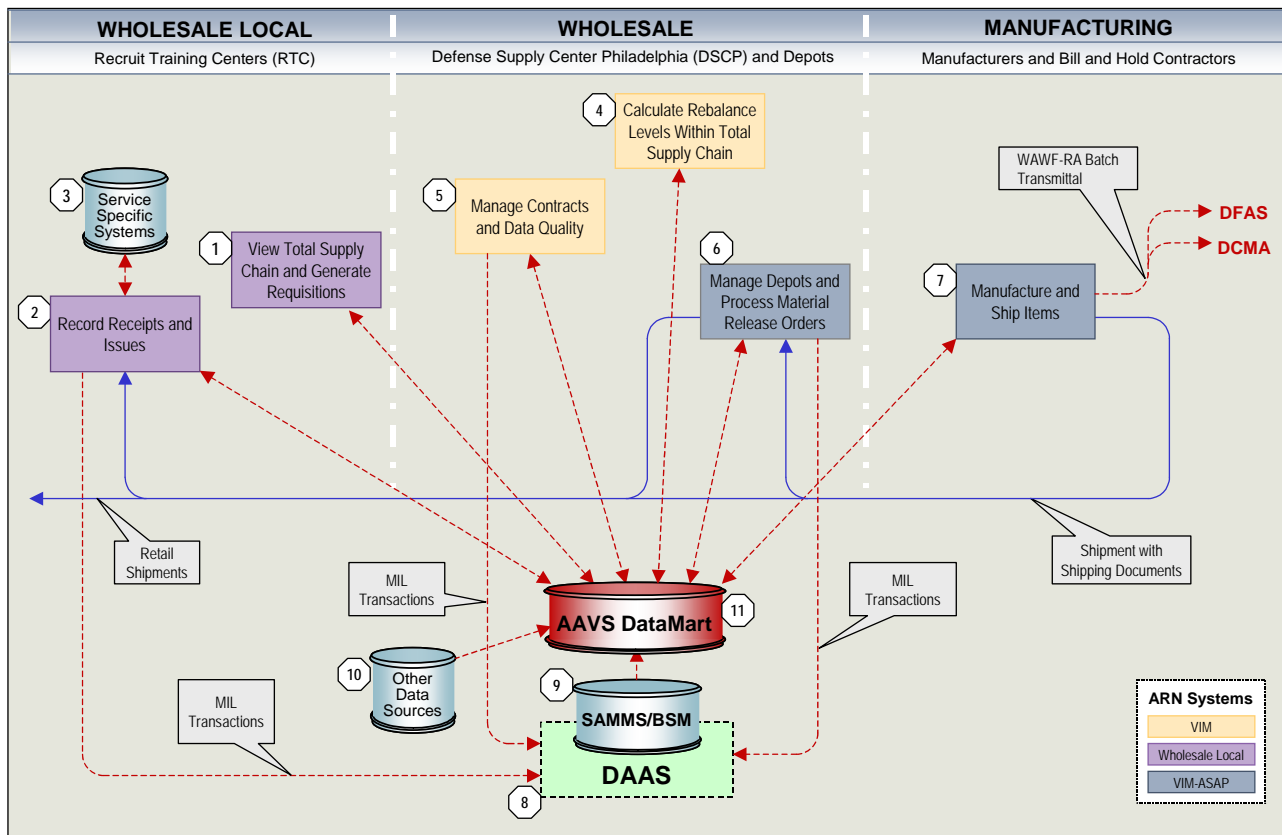 WHOLESALE LOCAL
WHOLESALE
MANUFACTURING
Recruit Training Centers (RTC)
Defense Supply Center Philadelphia (DSCP) and Depots
Manufacturers and Bill and Hold Contractors
4
Calculate Rebalance
Levels Within Total
Supply Chain
WAWF-RA Batch
Transmittal
3
Service
Specific
Systems
5
Manage Contracts
and Data Quality
DFAS
DCMA
1
View Total Supply
Chain and Generate
Requisitions
6
Manage Depots and
Process Material
Release Orders
7
Manufacture and
Ship Items
2
Record Receipts and
Issues
Retail
Shipments
Shipment with
Shipping Documents
MIL
Transactions
MIL
Transactions
AAVS DataMart
11
10
Other
Data
Sources
9
SAMMS/BSM
MIL
Transactions
DAAS
8
ARN Systems
VIM
Wholesale Local
VIM-ASAP